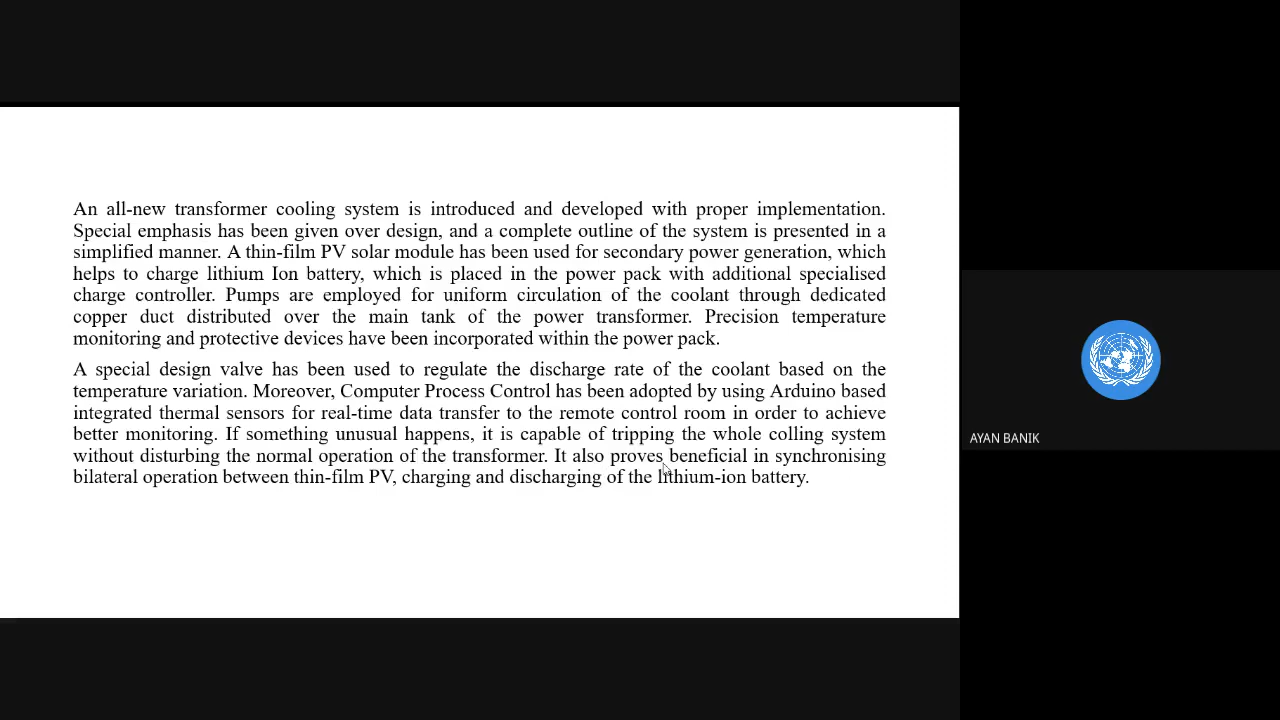 An all-new transformer cooling system is introduced and developed with proper implementation.
Special emphasis has been given over design, and a complete outline of the system is presented in a
simplified manner. A thin-film PV solar module has been used for secondary power generation, which
helps to charge lithium Ion battery, which is placed in the power pack with additional specialised
charge controller. Pumps are employed for uniform circulation of the coolant through dedicated
copper duct distributed over the main tank of the power transformer. Precision temperature
monitoring and protective devices have been incorporated within the power pack.
A special design valve has been used to regulate the discharge rate of the coolant based on the
temperature variation. Moreover, Computer Process Control has been adopted by using Arduino based
integrated thermal sensors for real-time data transfer to the remote control room in order to achieve
better monitoring. If something unusual happens, it is capable of tripping the whole colling system
without disturbing the normal operation of the transformer. It also proves beneficial in synchronising
bilateral operation between thin-film PV, charging and discharging of the lithium-ion battery.
AYAN BANIK